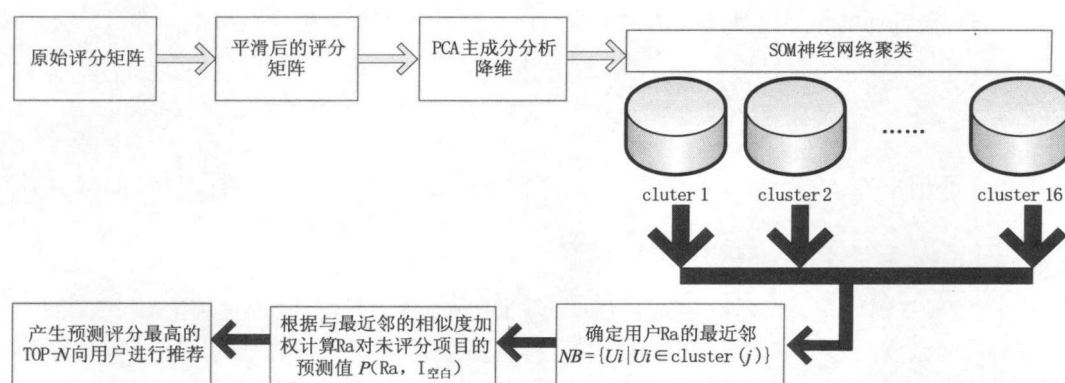 原始评分矩阵
平滑后的评分
矩阵
PCA主成分分析
降维
SOM神经网络聚类
......
cluter 1
cluster 2
cluster 16
确定用户Ra的最近邻
NB={Ui|Ui∈cluster(j)}
根据与最近邻的相似度加
权计算Ra对未评分项目的
预测值 P(Ra, I空白)
产生预测评分最高的
TOP-N向用户进行推荐